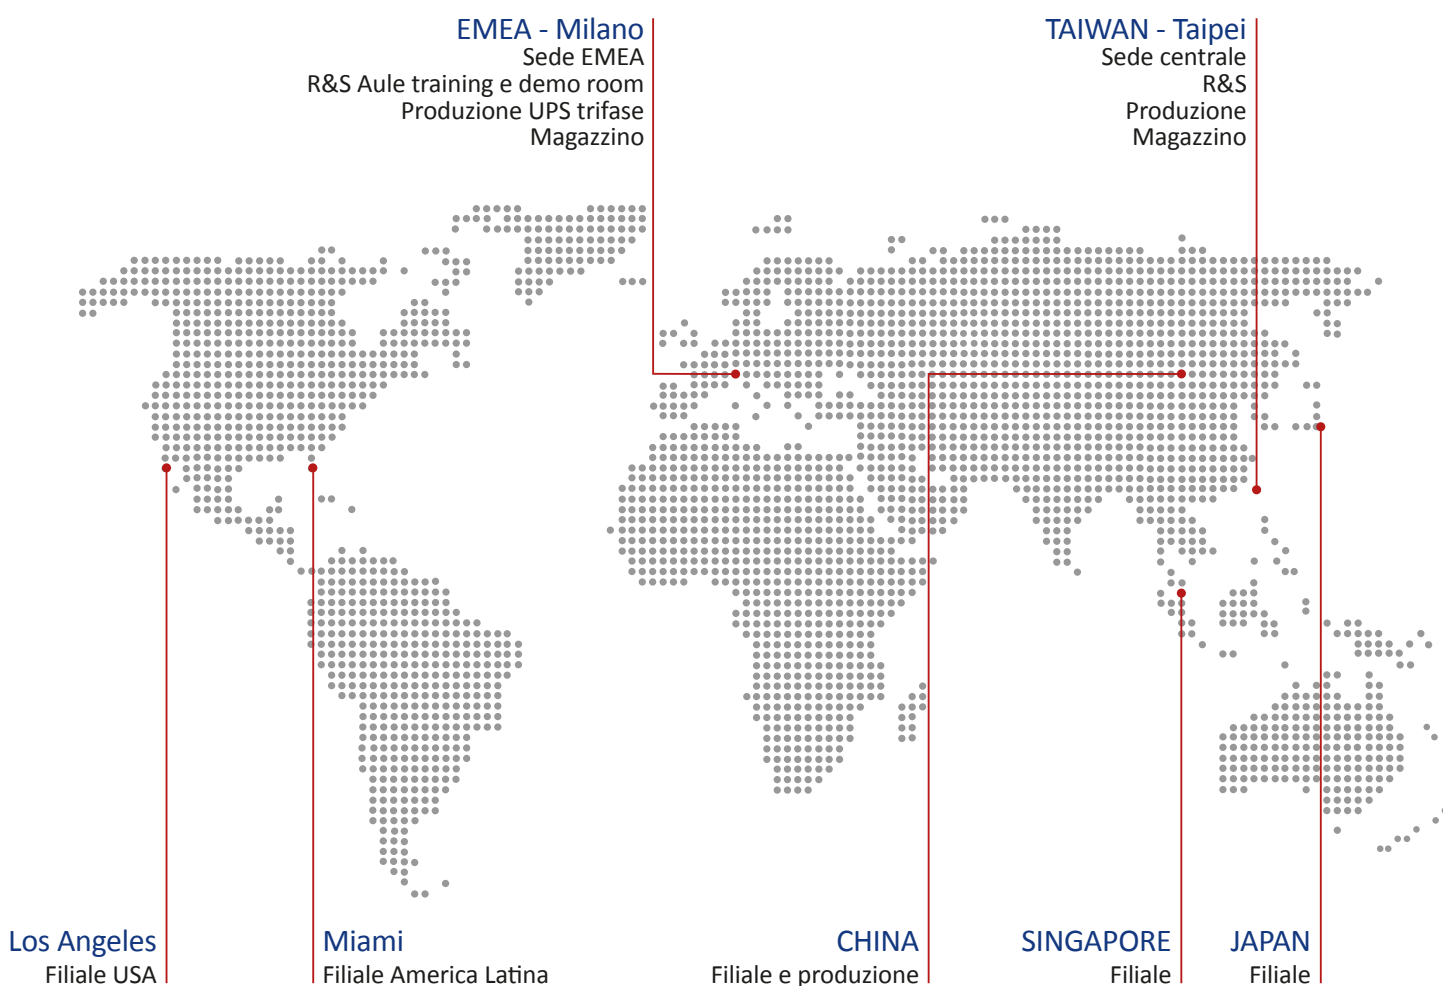 EMEA - Milano
Sede EMEA
R&S Aule training e demo room
Produzione UPS trifase
Magazzino
TAIWAN - Taipei
Sede centrale
R&S
Produzione
Magazzino
Los Angeles
Filiale USA
Miami
Filiale America Latina
CHINA
Filiale e produzione
SINGAPORE
Filiale
JAPAN
Filiale